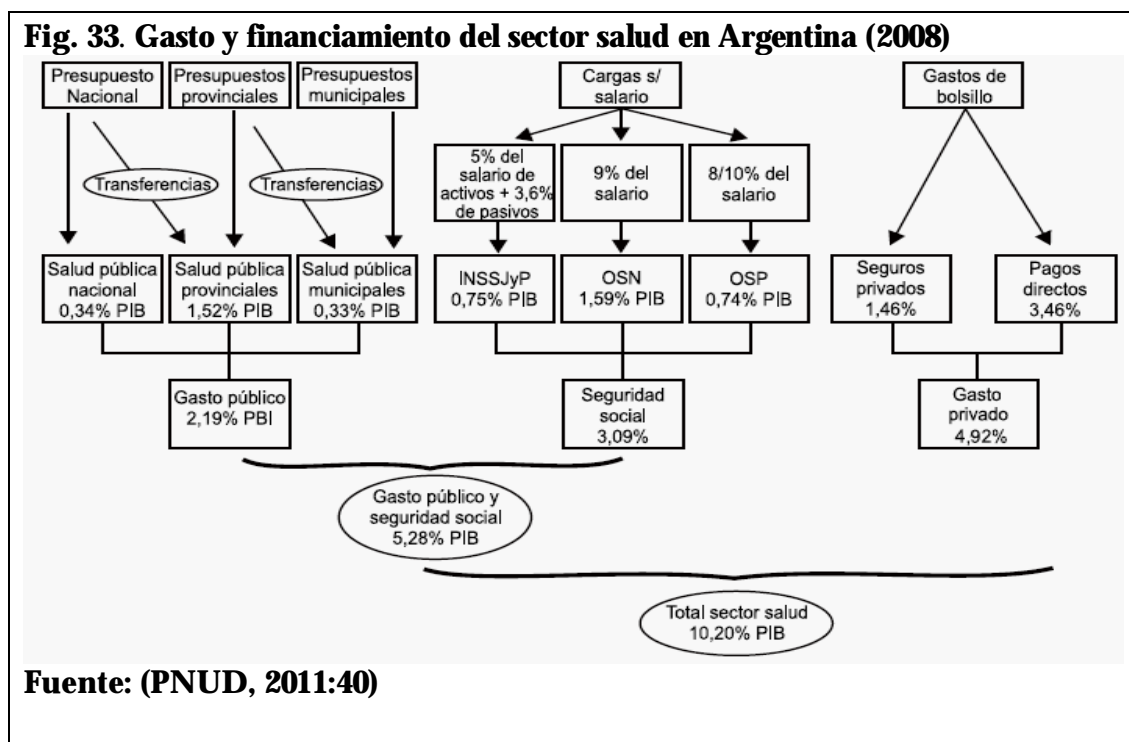 Fig. 33. Gasto y financiamiento del sector salud en Argentina (2008)
Presupuesto
Nacional
Presupuestos
provinciales
Presupuestos
municipales
Cargas s/
salario
Gastos de
bolsillo
Transferencias
Transferencias
5% del
salario de
activos + 3,6%
de pasivos
9% del
salario
8/10% del
salario
Salud pública
nacional
0,34% PIB
Salud pública
provinciales
1,52% PIB
Salud pública
municipales
0,33% PIB
INSSJyP
0,75% PIB
OSN
1,59% PIB
OSP
0,74% PIB
Seguros
privados
1,46%
Pagos
directos
3,46%
Gasto público
2,19% PBI
Seguridad
social
3,09%
Gasto
privado
4,92%
Gasto público y
seguridad social
5,28% PIB
Total sector salud
10,20% PIB
Fuente: (PNUD, 2011:40)